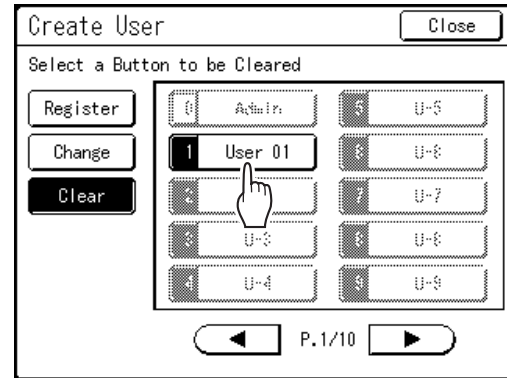 Create User
Close
Select a Button to be Cleared
Register
Change
Clear
0 Admin
1 User 01
2
3 U-3
4 U-4
5 U-5
6 U-6
7 U-7
8 U-8
9 U-9
P.1/10